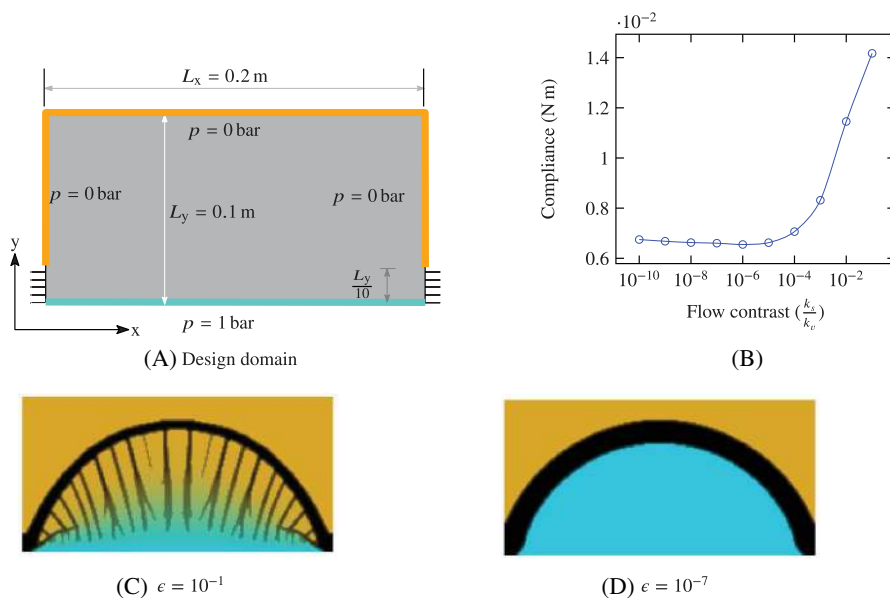 L_x = 0.2 m
p = 0 bar
p = 0 bar
L_y = 0.1 m
p = 0 bar
y
L_y/10
x
p = 1 bar
(A) Design domain
·10⁻²
1.4
1.2
1
0.8
0.6
Compliance (N m)
10⁻¹⁰
10⁻⁸
10⁻⁶
10⁻⁴
10⁻²
Flow contrast (k_s/k_v)
(B)
(C) ϵ = 10⁻¹
(D) ϵ = 10⁻⁷